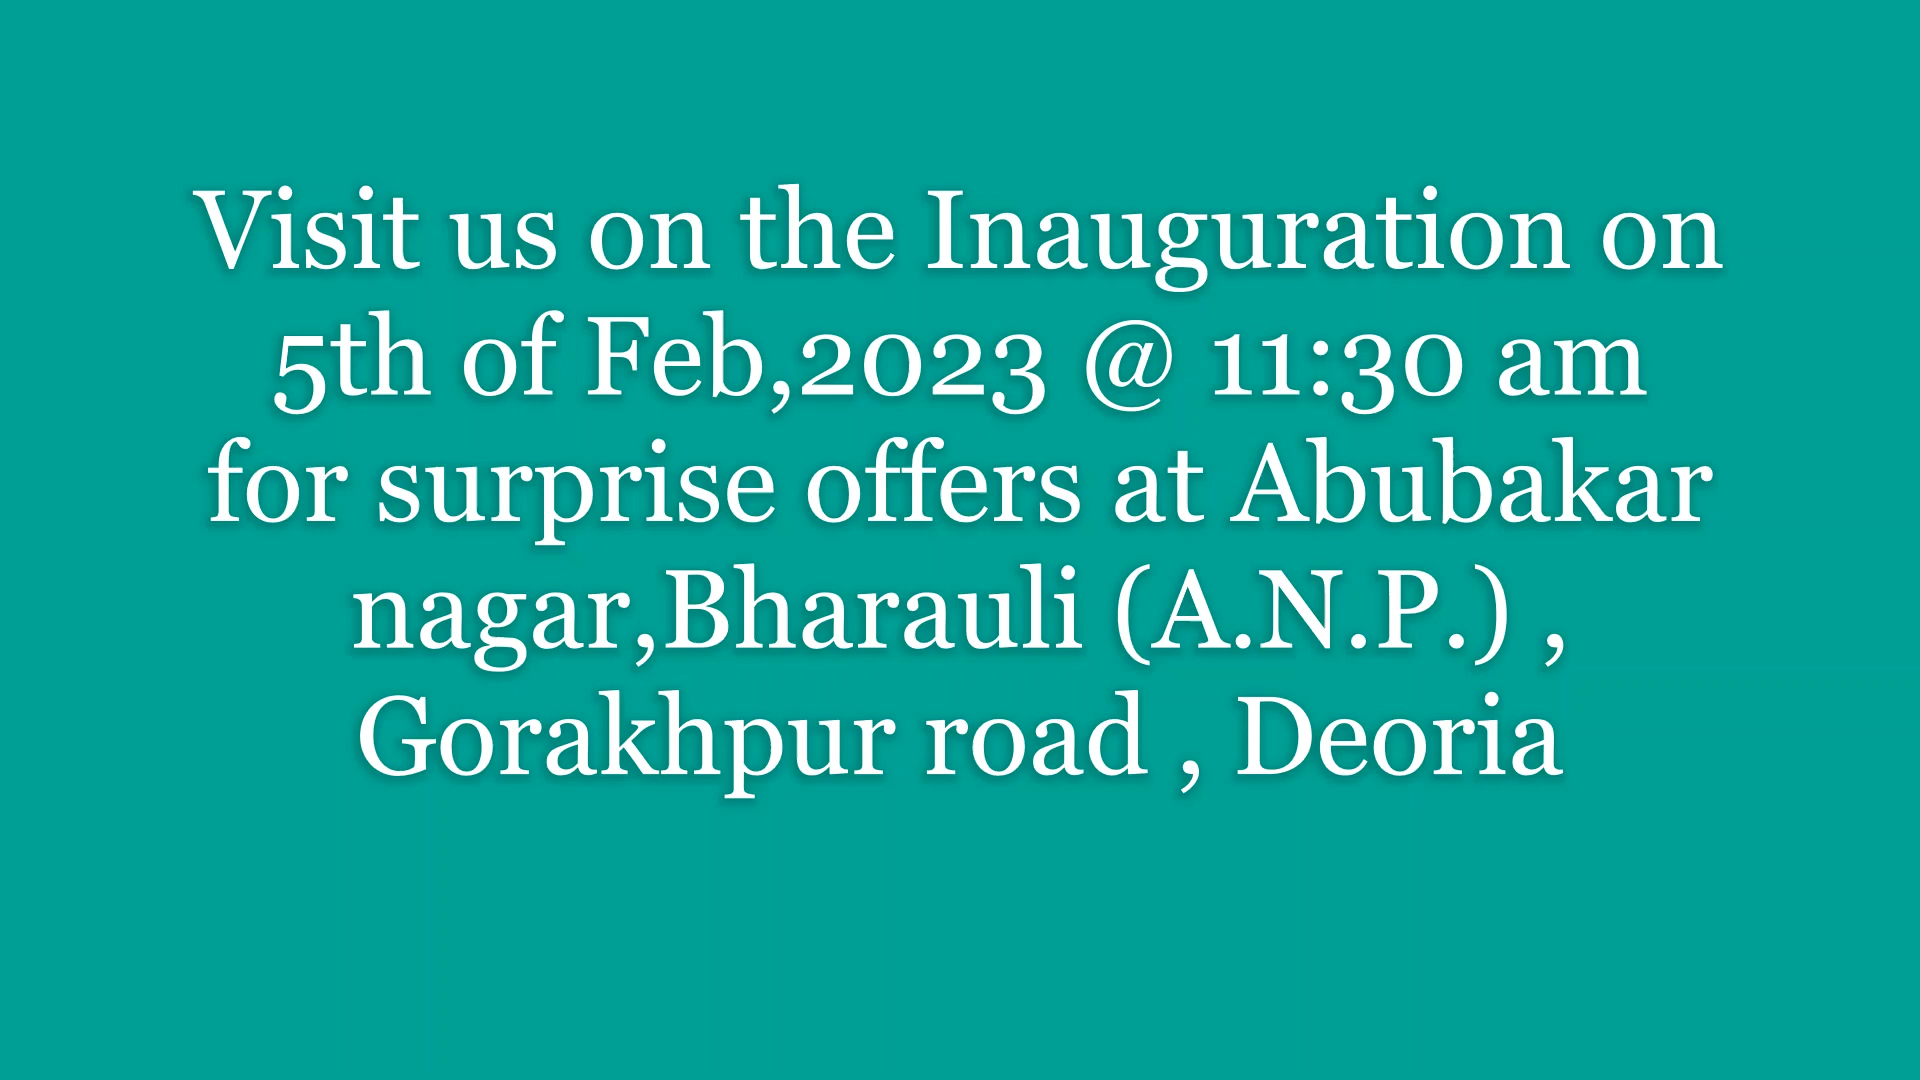 Visit us on the Inauguration on
5th of Feb,2023 @ 11:30 am
for surprise offers at Abubakar
nagar,Bharauli (A.N.P.) ,
Gorakhpur road , Deoria